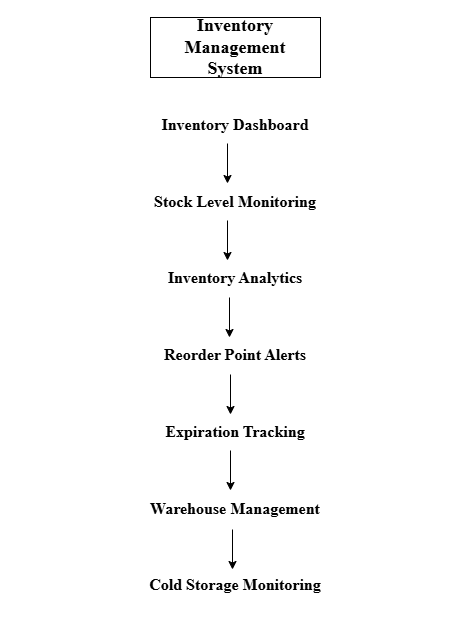 Inventory
Management
System
Inventory Dashboard
Stock Level Monitoring
Inventory Analytics
Reorder Point Alerts
Expiration Tracking
Warehouse Management
Cold Storage Monitoring